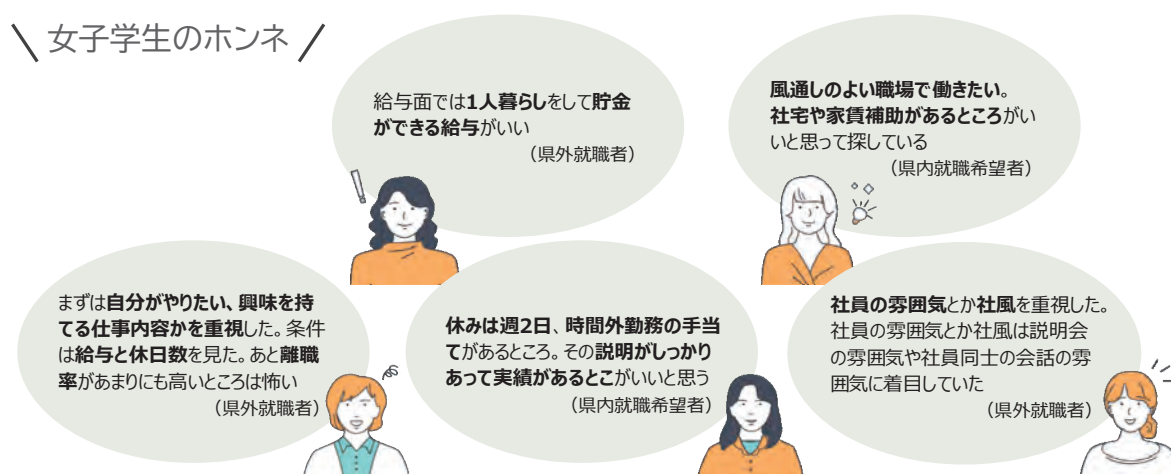 女子学生のホンネ
給与面では1人暮らしをして貯金
ができる給与がいい
（県外就職者）
風通しのよい職場で働きたい。
社宅や家賃補助があるところがい
いと思って探している
（県内就職希望者）
まずは自分がやりたい、興味を持
てる仕事内容かを重視した。条件
は給与と休日数を見た。あと離職
率があまりにも高いところは怖い
（県外就職者）
休みは週2日、時間外勤務の手当
てがあるところ。その説明がしっかり
あって実績があるとこがいいと思う
（県内就職希望者）
社員の雰囲気とか社風を重視した。
社員の雰囲気とか社風は説明会
の雰囲気や社員同士の会話の雰
囲気に着目していた
（県外就職者）